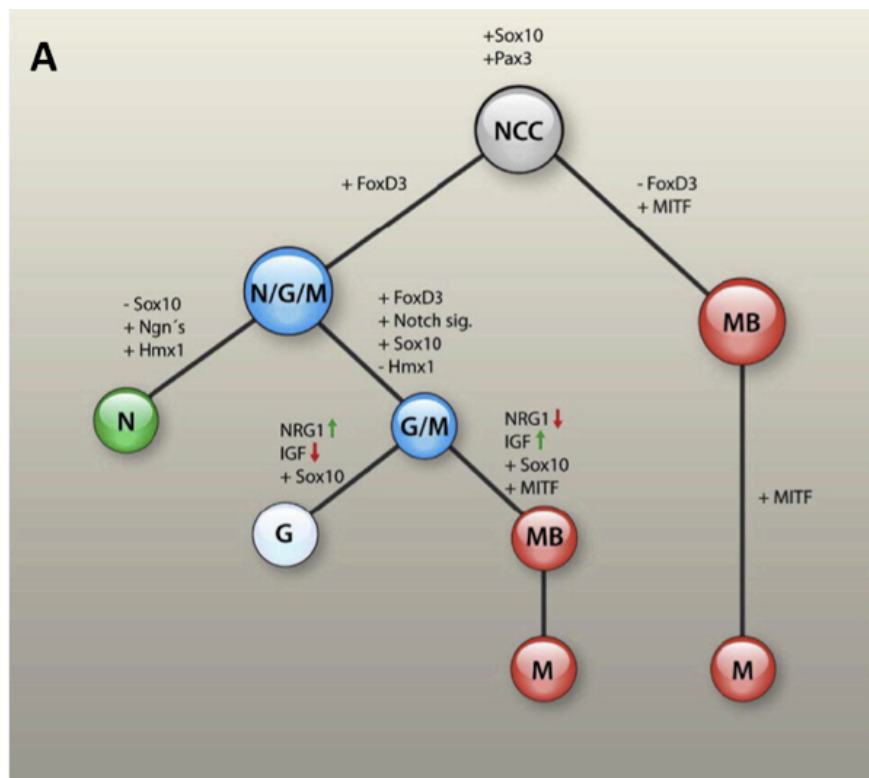 A
+Sox10
+Pax3
NCC
+ FoxD3
- FoxD3
+ MITF
N/G/M
- Sox10
+ Ngn´s
+ Hmx1
+ FoxD3
+ Notch sig.
+ Sox10
- Hmx1
MB
N
G/M
NRG1↑
IGF↓
+ Sox10
NRG1↓
IGF↑
+ Sox10
+ MITF
+ MITF
G
MB
M
M